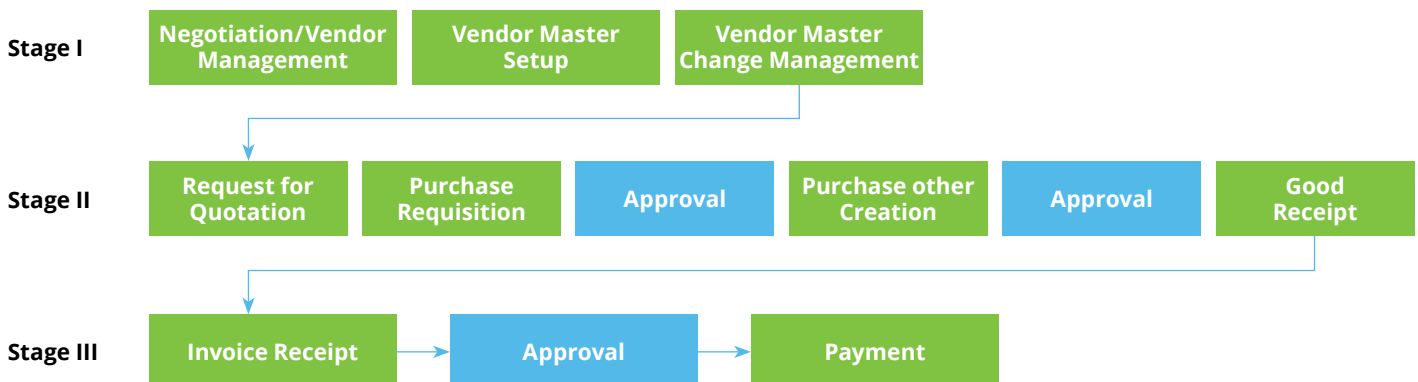 Stage I
Negotiation/Vendor
Management
Vendor Master
Setup
Vendor Master
Change Management
Stage II
Request for
Quotation
Purchase
Requisition
Approval
Purchase other
Creation
Approval
Good
Receipt
Stage III
Invoice Receipt
Approval
Payment